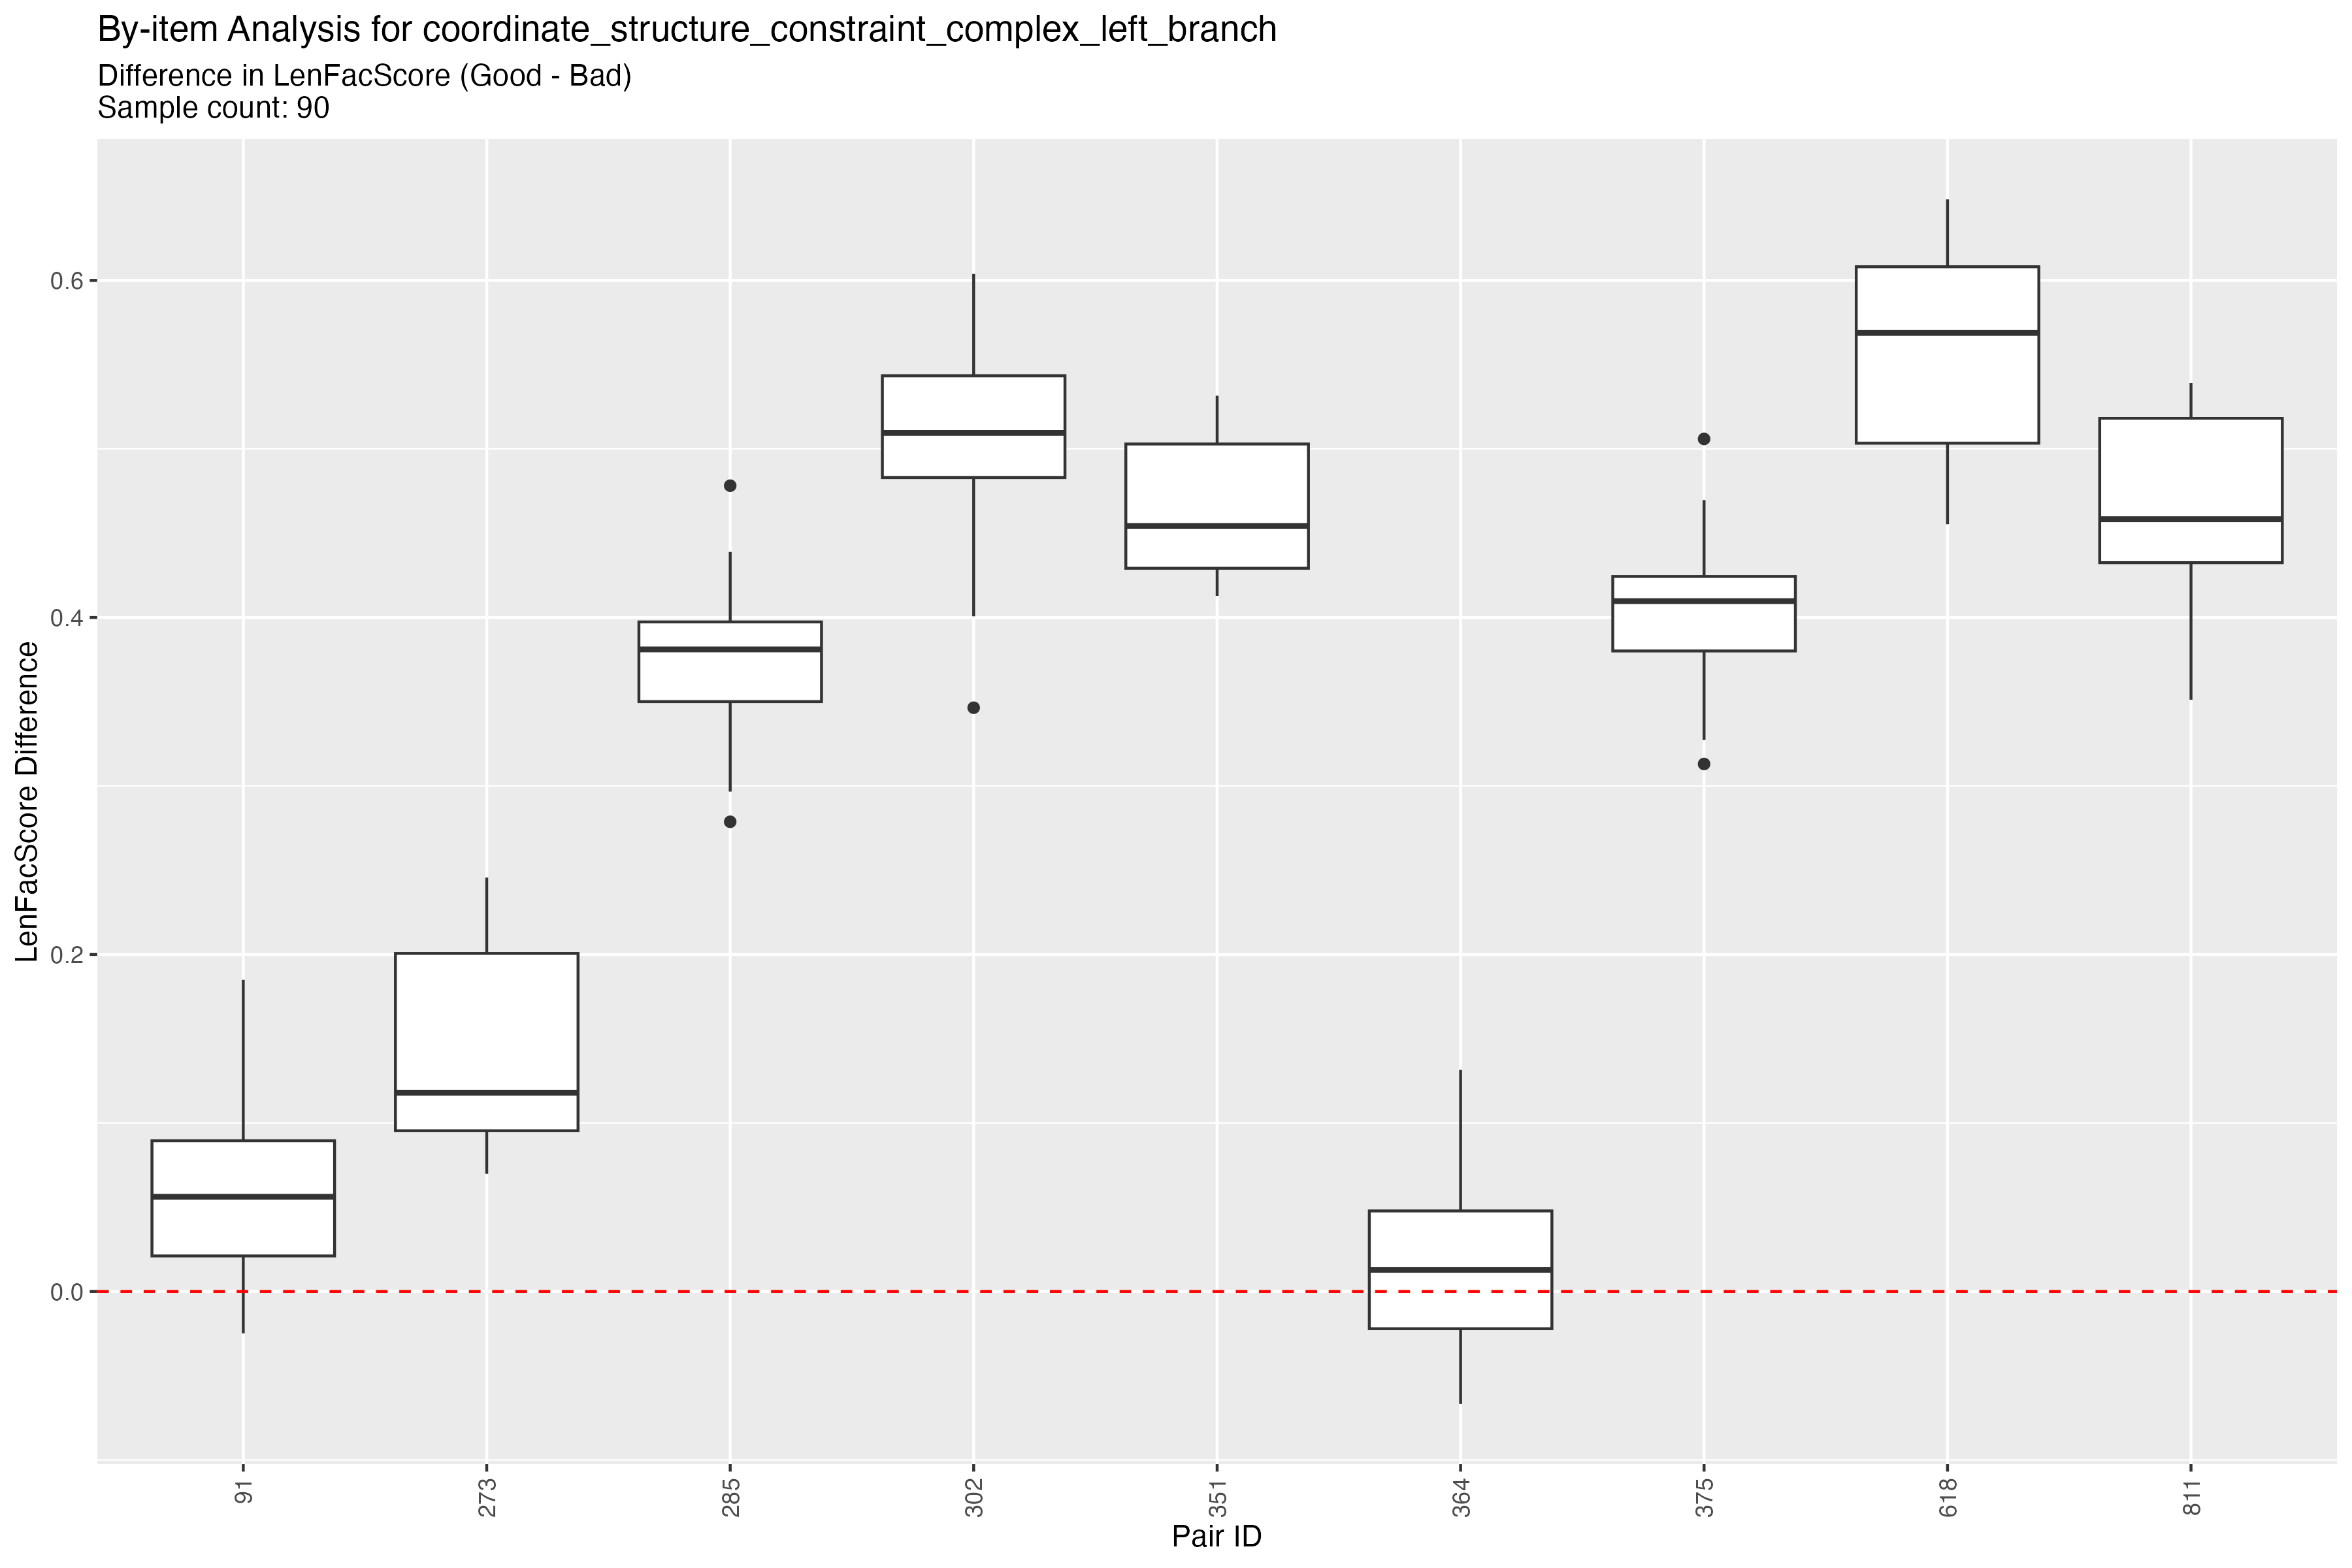 By-item Analysis for coordinate_structure_constraint_complex_left_branch
Difference in LenFacScore (Good - Bad)
Sample count: 90
LenFacScore Difference
0.6
0.4
0.2
0.0
91
273
285
302
351
364
375
618
811
Pair ID